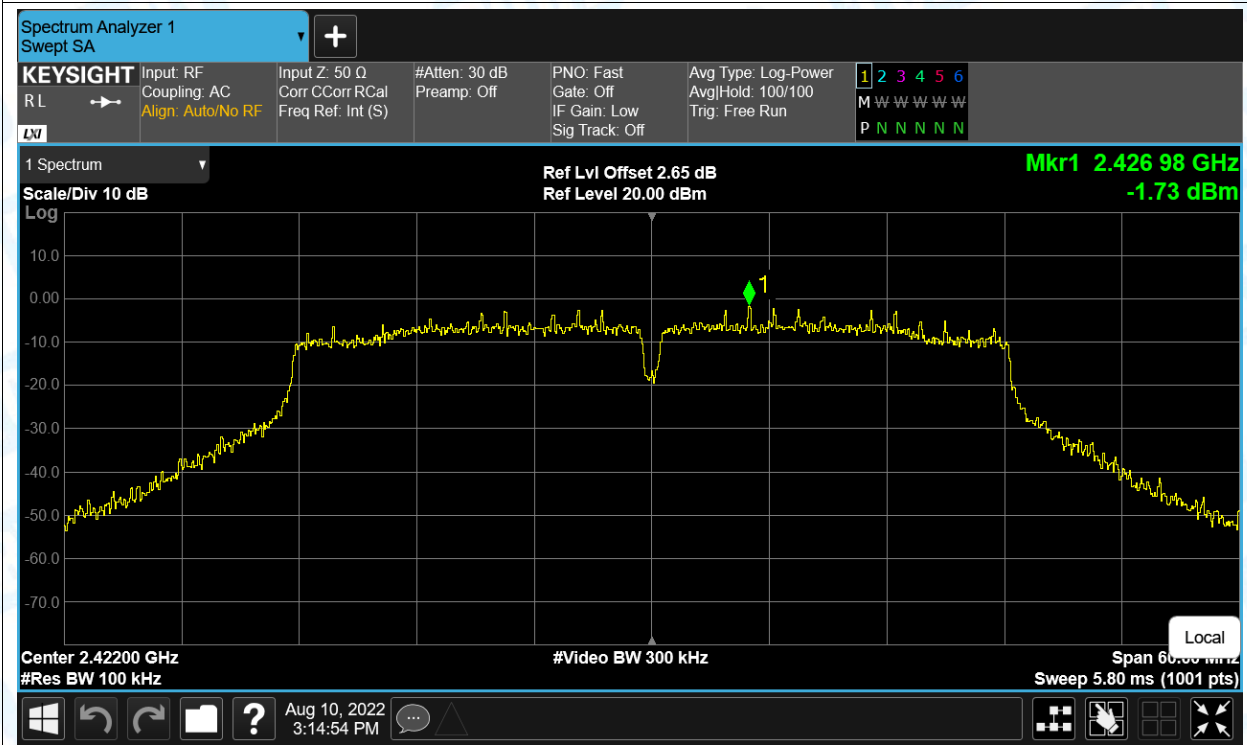 Spectrum Analyzer 1
Swept SA
KEYSIGHT
R L
LXI
Input: RF
Coupling: AC
Align: Auto/No RF
Input Z: 50 Ω
Corr CCorr RCal
Freq Ref: Int (S)
#Atten: 30 dB
Preamp: Off
PNO: Fast
Gate: Off
IF Gain: Low
Sig Track: Off
Avg Type: Log-Power
Avg|Hold: 100/100
Trig: Free Run
1 2 3 4 5 6
M W W W W W
P N N N N N
1 Spectrum
Scale/Div 10 dB
Log
Ref Lvl Offset 2.65 dB
Ref Level 20.00 dBm
Mkr1 2.426 98 GHz
-1.73 dBm
10.0
0.00
-10.0
-20.0
-30.0
-40.0
-50.0
-60.0
-70.0
1
Local
Center 2.42200 GHz
#Res BW 100 kHz
#Video BW 300 kHz
Span 60.00 MHz
Sweep 5.80 ms (1001 pts)
?
Aug 10, 2022
3:14:54 PM